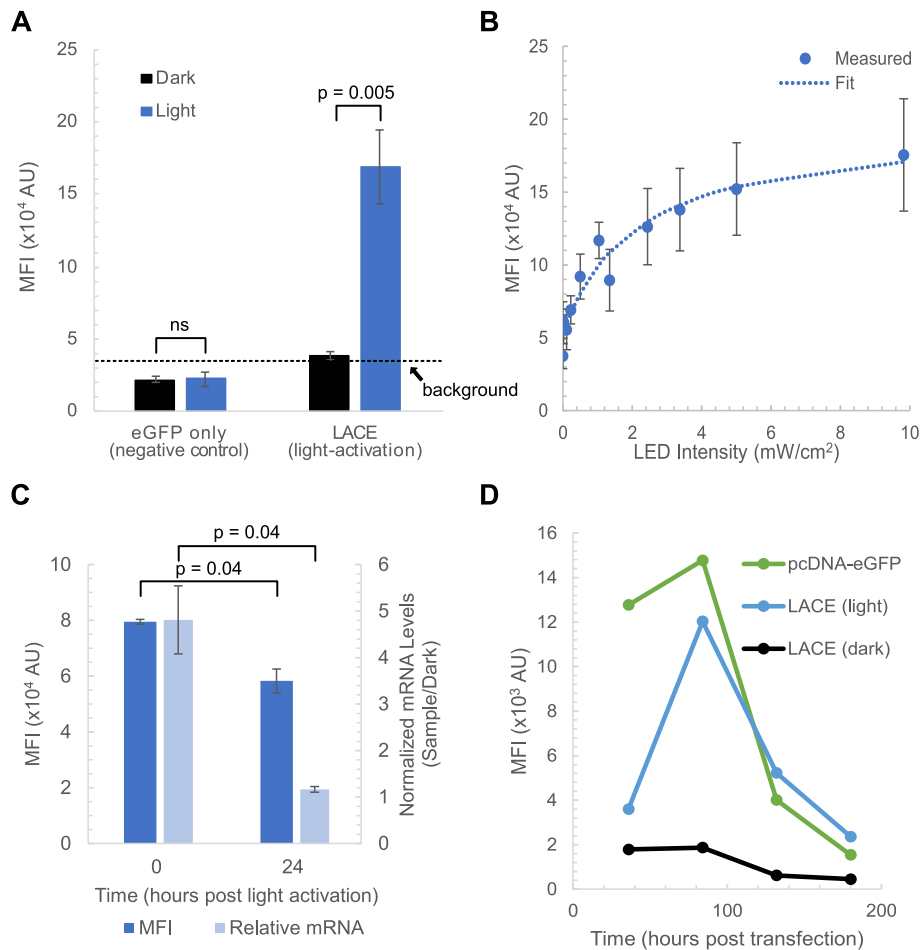 A
MFI (x10⁴ AU)
25
20
15
10
5
0
Dark
Light
p = 0.005
ns
background
eGFP only
(negative control)
LACE
(light-activation)
B
MFI (x10⁴ AU)
25
20
15
10
5
0
Measured
Fit
0 2 4 6 8 10
LED Intensity (mW/cm²)
C
p = 0.04
p = 0.04
MFI (x10⁴ AU)
10
8
6
4
2
0
6
5
4
3
2
1
0
Normalized mRNA Levels
(Sample/Dark)
0 24
Time (hours post light activation)
MFI Relative mRNA
D
MFI (x10³ AU)
16
14
12
10
8
6
4
2
0
pcDNA-eGFP
LACE (light)
LACE (dark)
0 100 200
Time (hours post transfection)